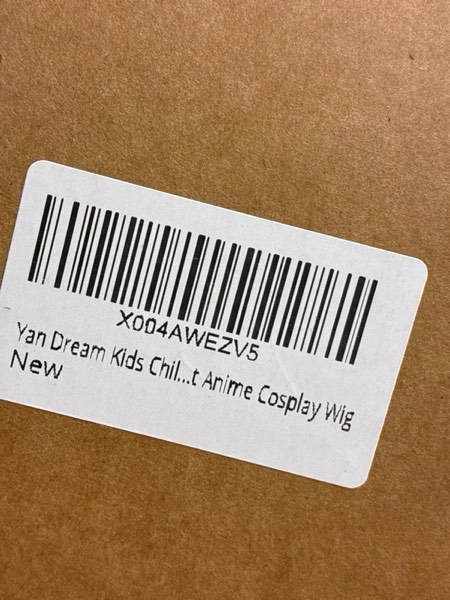 X004AWEZV5
Yan Dream Kids Chil...t Anime Cosplay Wig
New